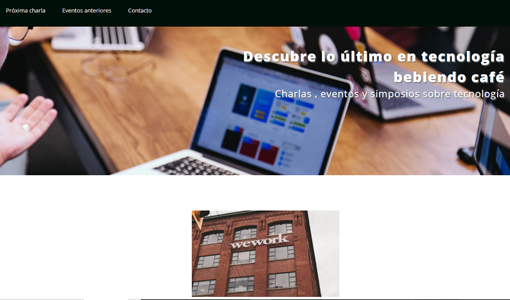 Próxima charla
Eventos anteriores
Contacto
Descubre lo último en tecnología
bebiendo café
Charlas , eventos y simposios sobre tecnología
wework